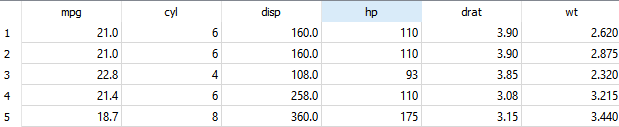 mpg cyl disp hp drat wt
1 21.0 6 160.0 110 3.90 2.620
2 21.0 6 160.0 110 3.90 2.875
3 22.8 4 108.0 93 3.85 2.320
4 21.4 6 258.0 110 3.08 3.215
5 18.7 8 360.0 175 3.15 3.440